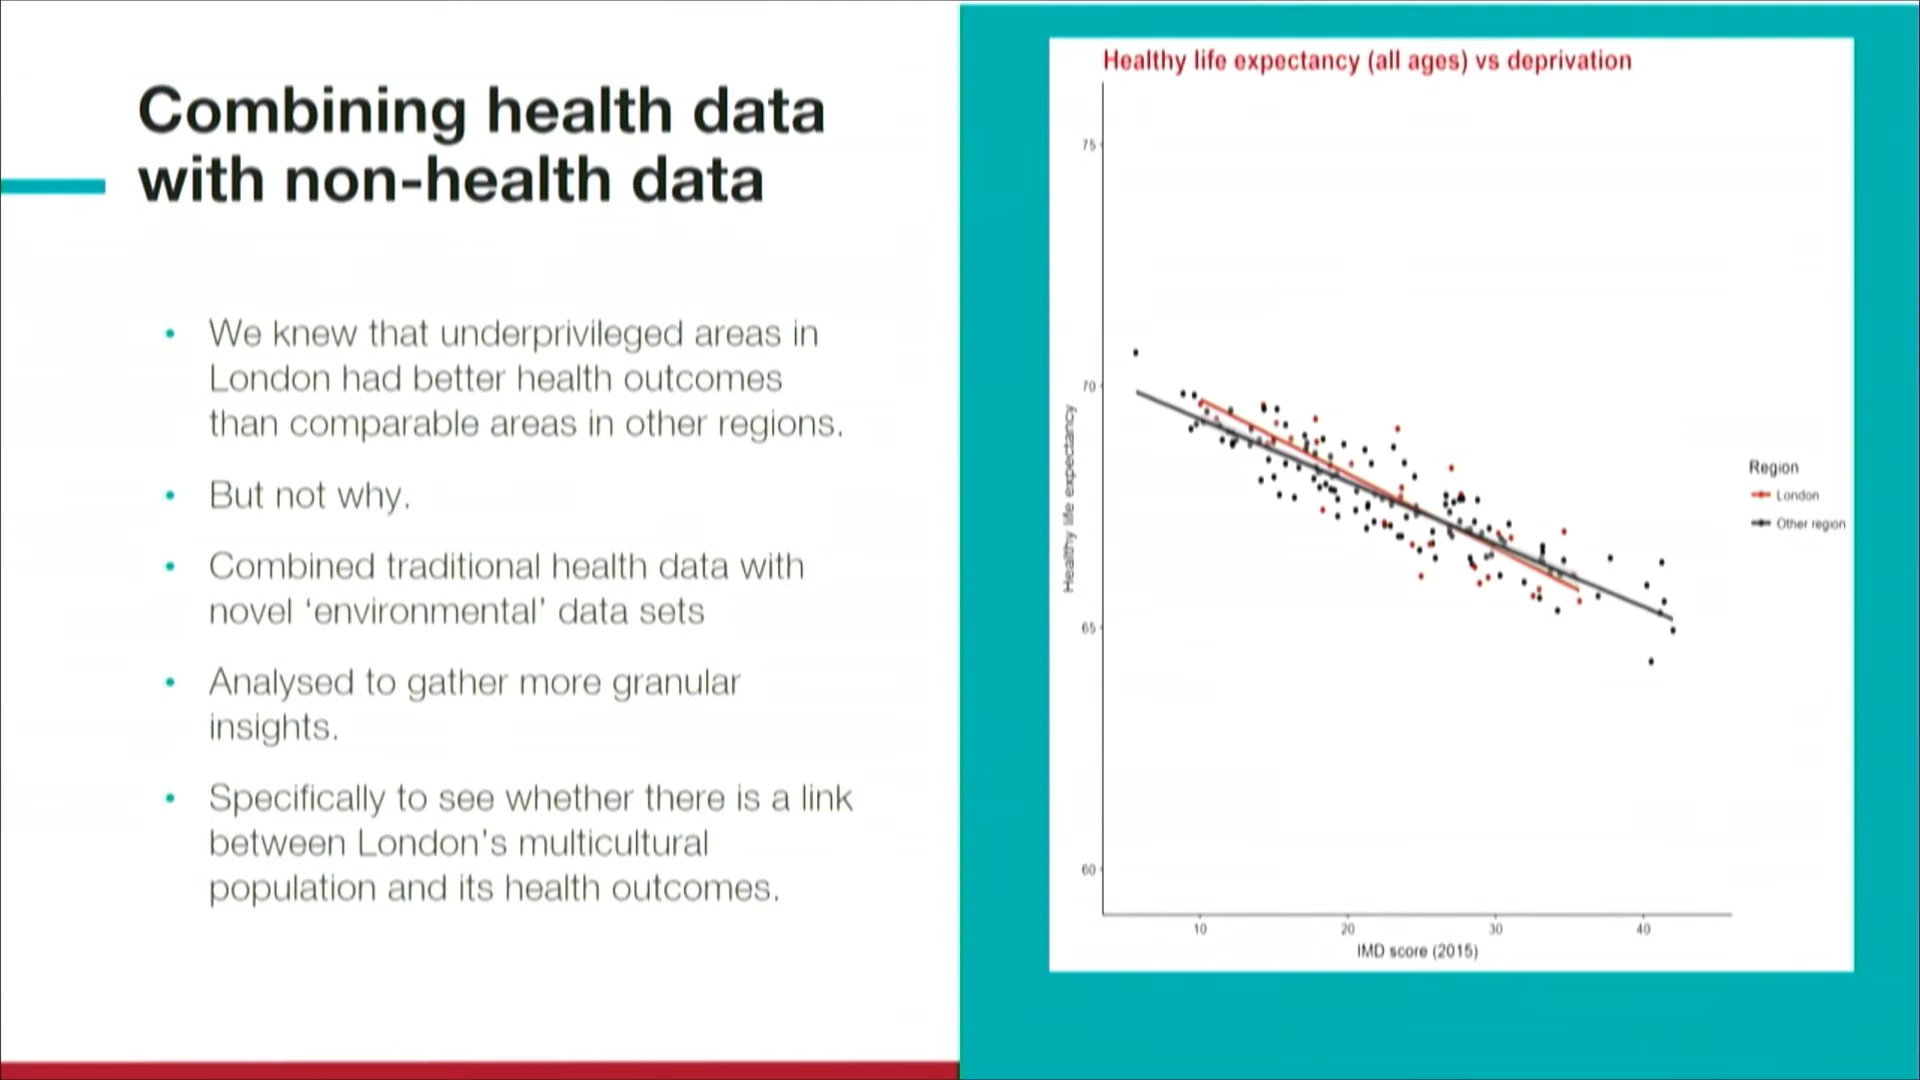 Combining health data
with non-health data
• We knew that underprivileged areas in
London had better health outcomes
than comparable areas in other regions.
• But not why.
• Combined traditional health data with
novel ‘environmental’ data sets
• Analysed to gather more granular
insights.
• Specifically to see whether there is a link
between London’s multicultural
population and its health outcomes.
Healthy life expectancy (all ages) vs deprivation
75
70
65
60
Healthy life expectancy
10 20 30 40
IMD score (2015)
Region
London
Other region